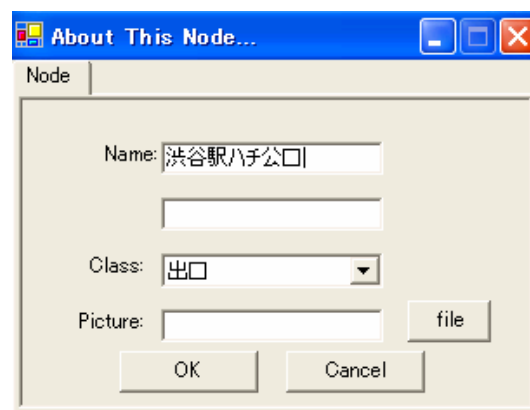 About This Node...
Node
Name: 渋谷駅ハチ公口
Class: 出口
Picture: file
OK Cancel